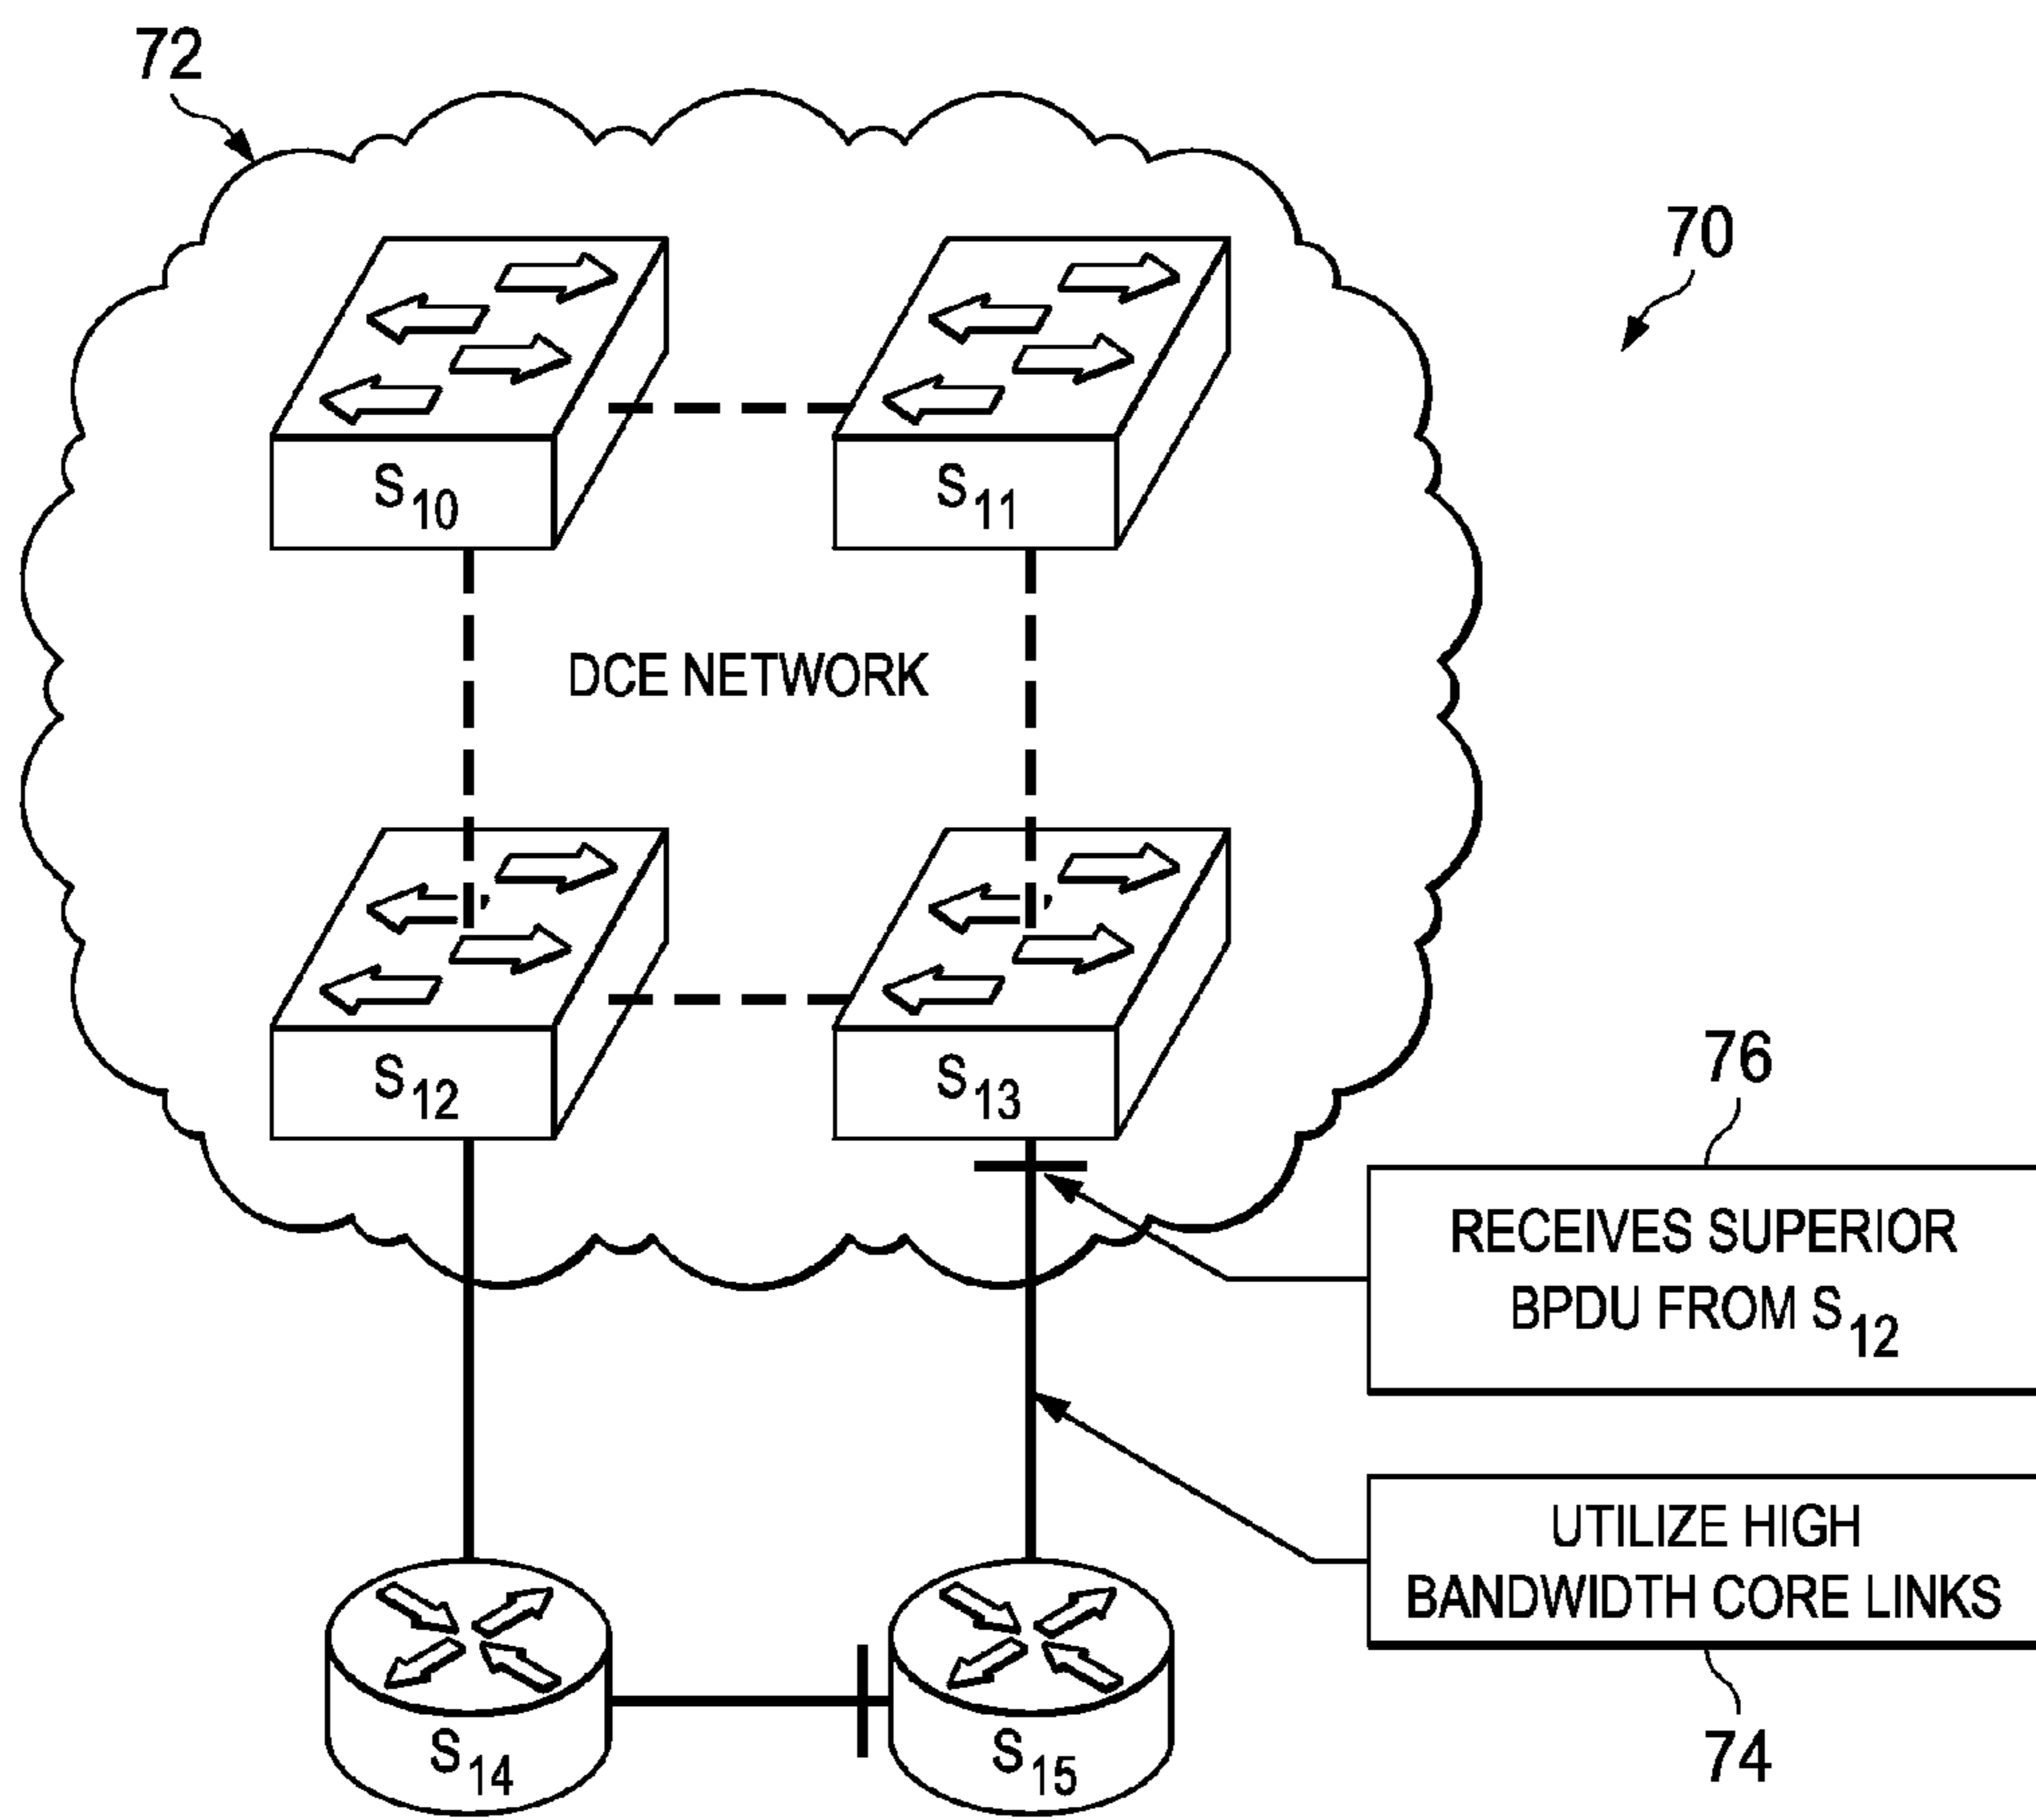 72
70
S10
S11
DCE NETWORK
S12
S13
76
RECEIVES SUPERIOR
BPDU FROM S12
UTILIZE HIGH
BANDWIDTH CORE LINKS
74
S14
S15